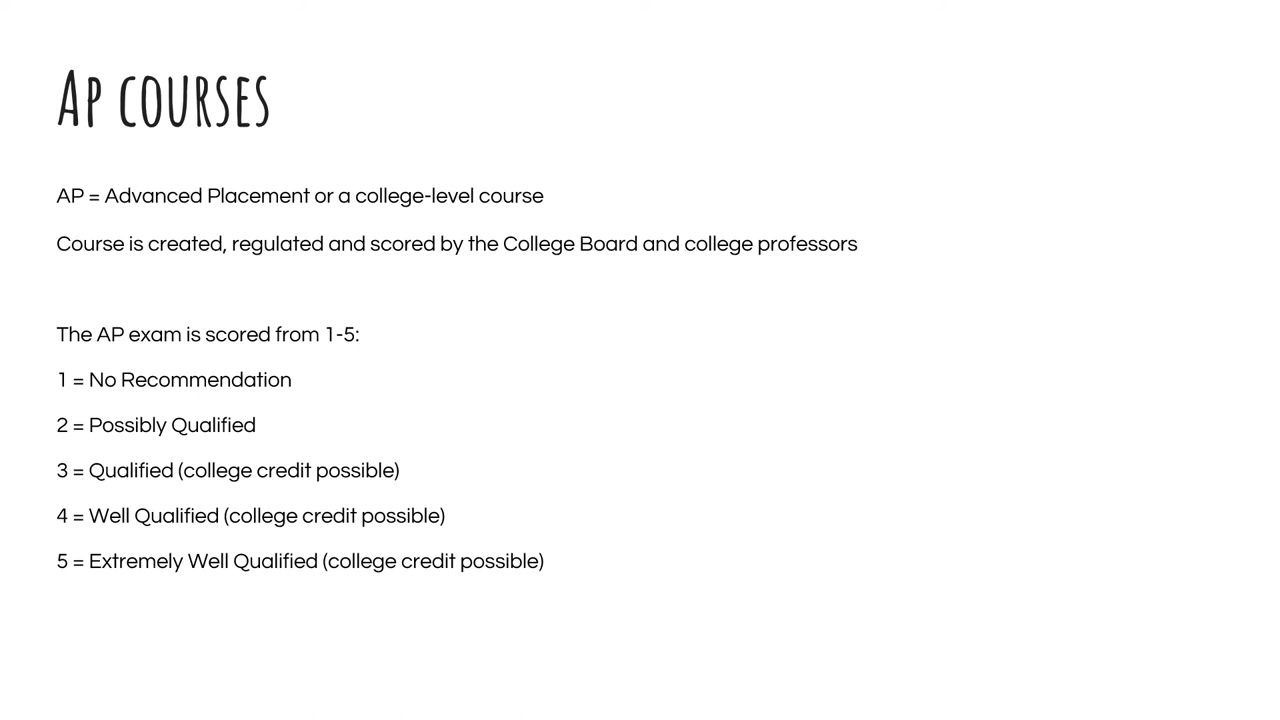 Ap courses
AP = Advanced Placement or a college-level course
Course is created, regulated and scored by the College Board and college professors
The AP exam is scored from 1-5:
1 = No Recommendation
2 = Possibly Qualified
3 = Qualified (college credit possible)
4 = Well Qualified (college credit possible)
5 = Extremely Well Qualified (college credit possible)